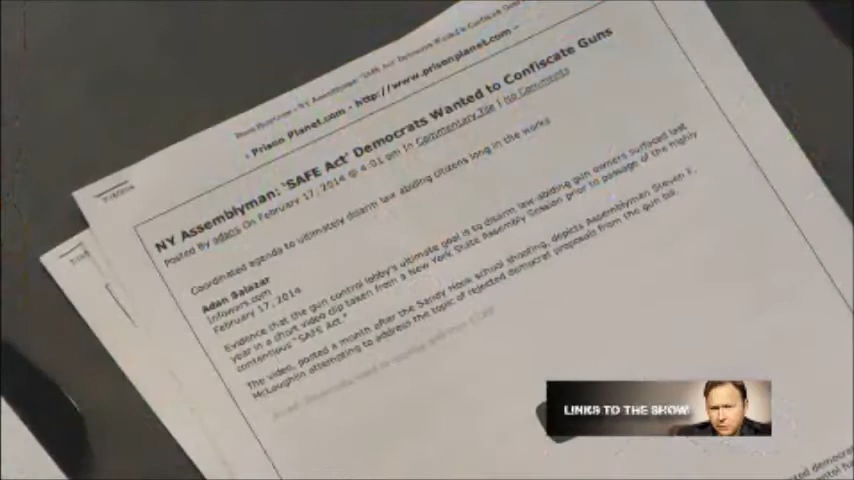 - Prison Planet.com - http://www.prisonplanet.com -
NY Assemblyman: 'SAFE Act' Democrats Wanted to Confiscate Guns
Posted By adans On February 17, 2014 @ 4:01 pm In Commentary Tile | No Comments
Coordinated agenda to ultimately disarm law abiding citizens long in the works
Adan Salazar
Infowars.com
February 17, 2014
Evidence that the gun control lobby's ultimate goal is to disarm law-abiding gun owners surfaced last
year in a short video clip taken from a New York State Assembly Session prior to passage of the highly
contentious "SAFE Act."
The video, posted a month after the Sandy Hook school shooting, depicts Assemblyman Steven F.
McLaughlin attempting to address the topic of rejected democrat proposals from the gun bill.
LINKS TO THE SHOW